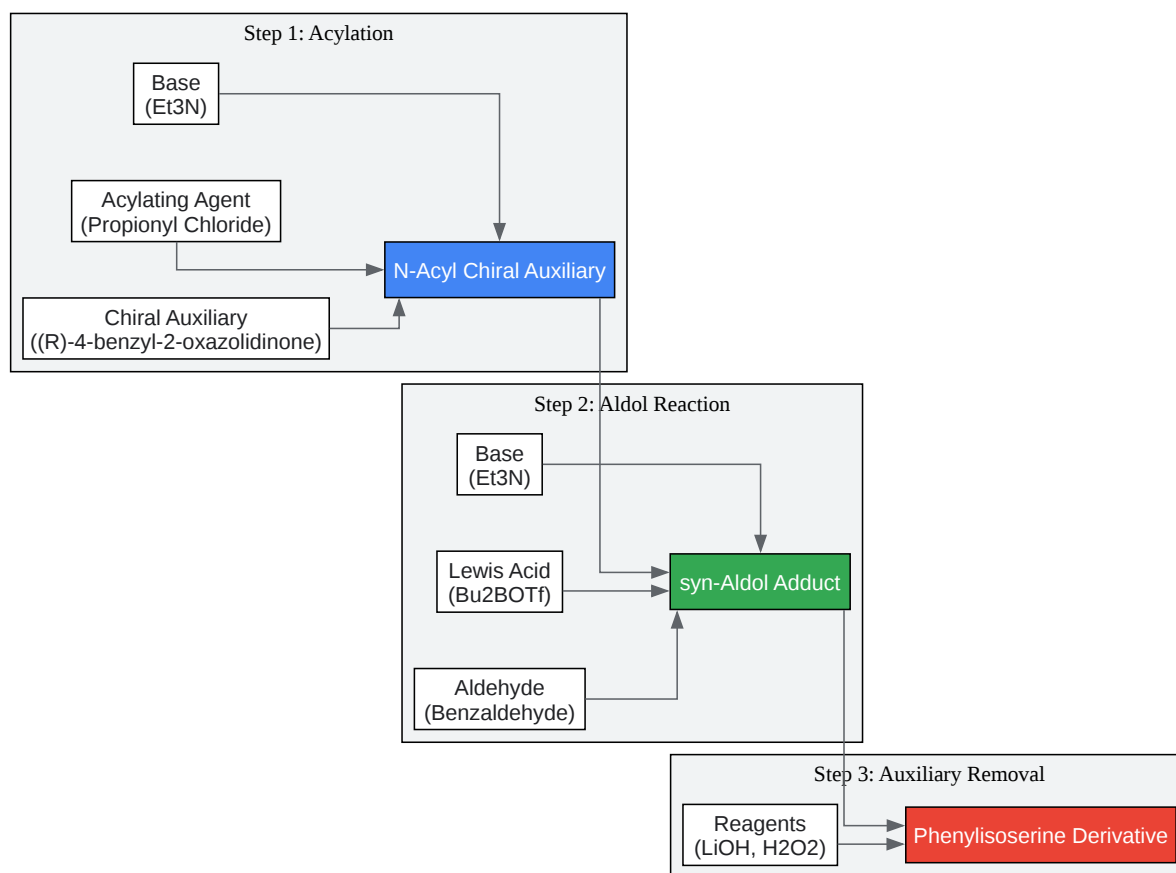 Step 1: Acylation
Base
(Et3N)
Acylating Agent
(Propionyl Chloride)
N-Acyl Chiral Auxiliary
Chiral Auxiliary
((R)-4-benzyl-2-oxazolidinone)
Step 2: Aldol Reaction
Base
(Et3N)
Lewis Acid
(Bu2BOTf)
syn-Aldol Adduct
Aldehyde
(Benzaldehyde)
Step 3: Auxiliary Removal
Reagents
(LiOH, H2O2)
Phenylisoserine Derivative